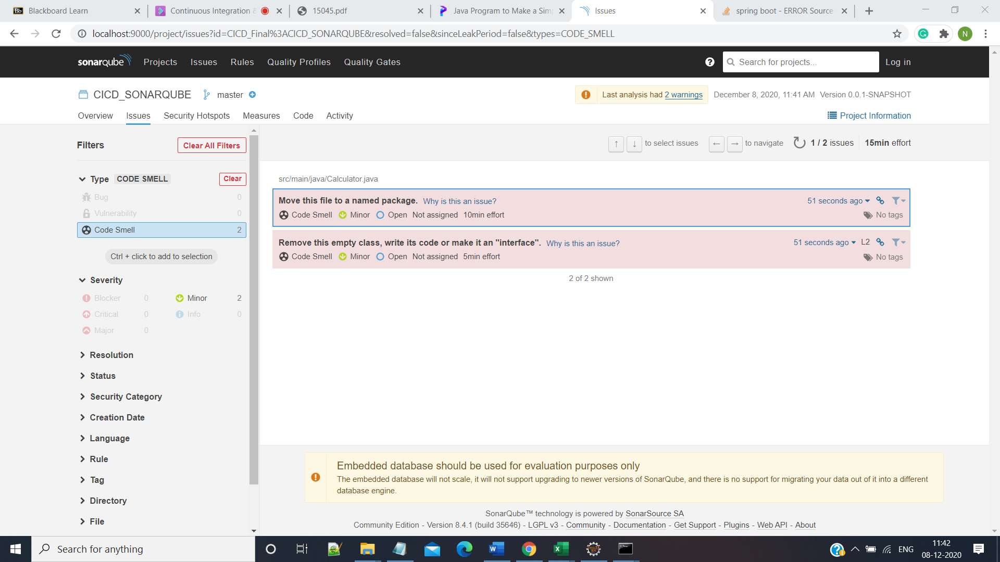 Blackboard Learn
Continuous Integration &
15045.pdf
Java Program to Make a Sim
Issues
spring boot - ERROR Source
localhost:9000/project/issues?id=CICD_Final%3ACICD_SONARQUBE&resolved=false&sinceLeakPeriod=false&types=CODE_SMELL
N
sonarqube Projects Issues Rules Quality Profiles Quality Gates
Search for projects...
Log in
CICD_SONARQUBE master
Last analysis had 2 warnings December 8, 2020, 11:41 AM Version 0.0.1-SNAPSHOT
Overview Issues Security Hotspots Measures Code Activity
Project Information
Filters
Clear All Filters
↑ ↓ to select issues ← → to navigate 1 / 2 issues 15min effort
Type CODE SMELL Clear
Bug 0
Vulnerability 0
Code Smell 2
Ctrl + click to add to selection
Severity
Blocker 0 Minor 2
Critical 0 Info 0
Major 0
Resolution
Status
Security Category
Creation Date
Language
Rule
Tag
Directory
File
src/main/java/Calculator.java
Move this file to a named package. Why is this an issue? 51 seconds ago
Code Smell Minor Open Not assigned 10min effort No tags
Remove this empty class, write its code or make it an "interface". Why is this an issue? 51 seconds ago L2
Code Smell Minor Open Not assigned 5min effort No tags
2 of 2 shown
Embedded database should be used for evaluation purposes only
The embedded database will not scale, it will not support upgrading to newer versions of SonarQube, and there is no support for migrating your data out of it into a different
database engine.
SonarQube™ technology is powered by SonarSource SA
Community Edition - Version 8.4.1 (build 35646) - LGPL v3 - Community - Documentation - Get Support - Plugins - Web API - About
Search for anything
ENG
11:42
08-12-2020